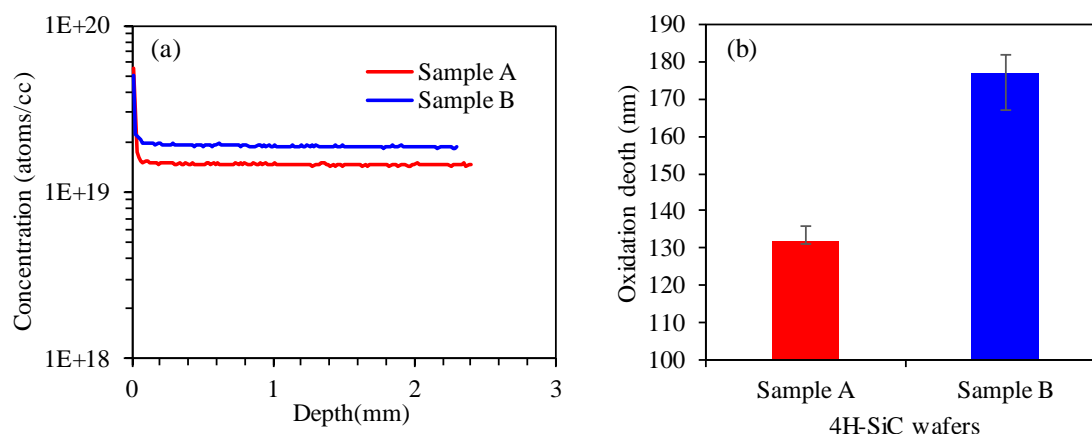 (a)
1E+20
1E+19
1E+18
Concentration (atoms/cc)
Sample A
Sample B
0
1
2
3
Depth(mm)
(b)
190
180
170
160
150
140
130
120
110
100
Oxidation deoth (nm)
Sample A
Sample B
4H-SiC wafers